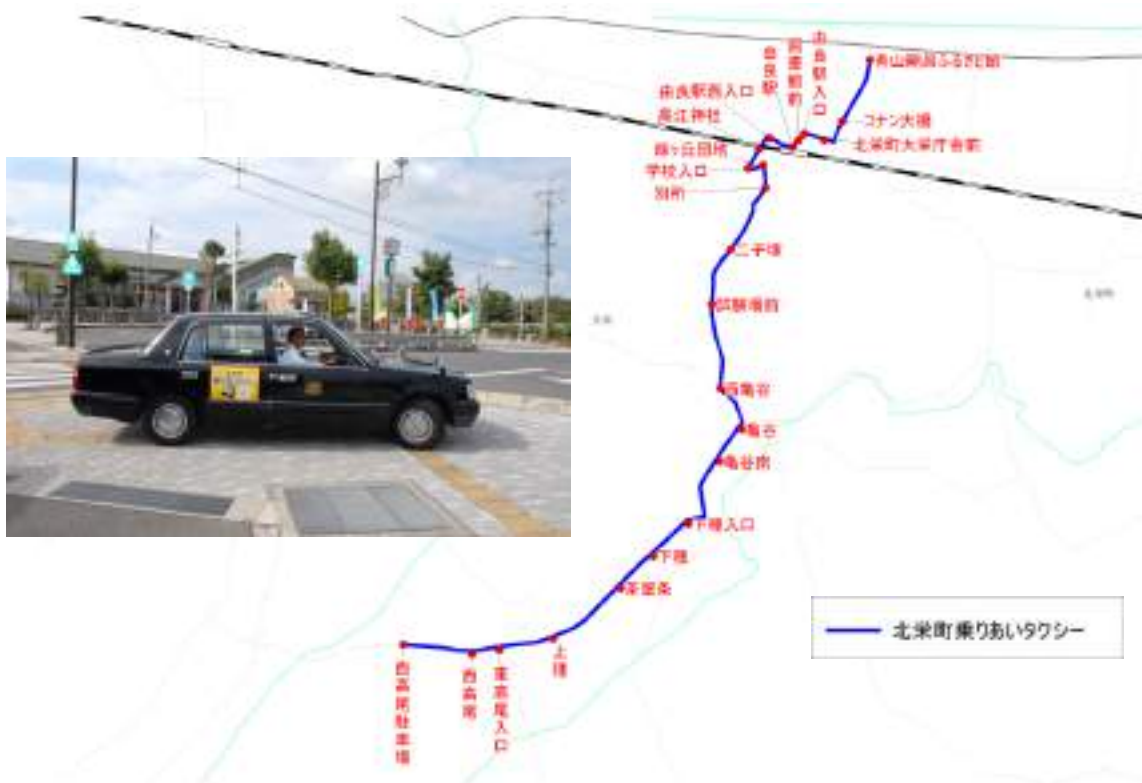 青山剛昌ふるさと館
由良駅入口
由良駅
由良駅西入口
高江神社
コナン大橋
北栄町大栄庁舎前
緑ヶ丘団地
学校入口
別所
二子塚
試験場前
西亀谷
亀谷
亀谷南
下種入口
下種
茶屋条
上種
東高尾入口
西高尾
西高尾駐車場
北栄町乗りあいタクシー